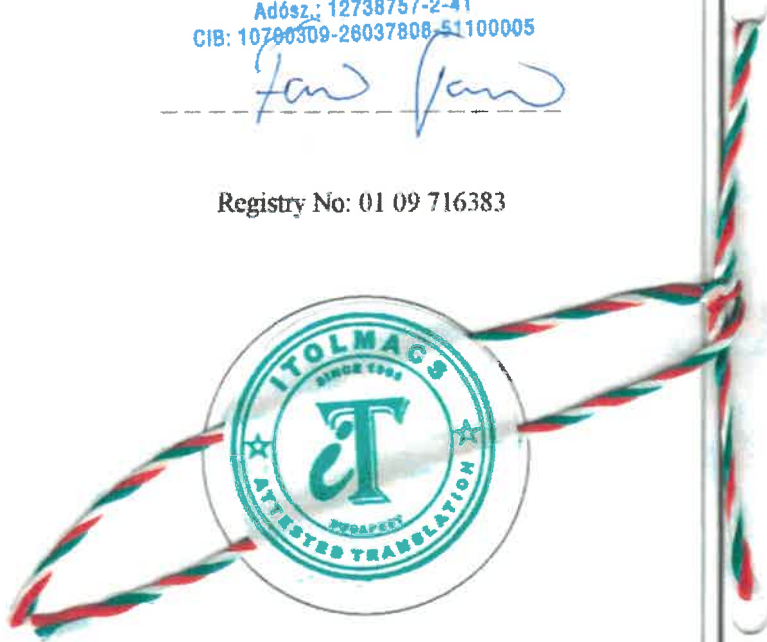 Adósz.: 12738757-2-41
CIB: 10700309-26037808-51100005
Registry No: 01 09 716383
ITOLMACS
SINCE 1998
iT
BUDAPEST
ATTESTED TRANSLATION